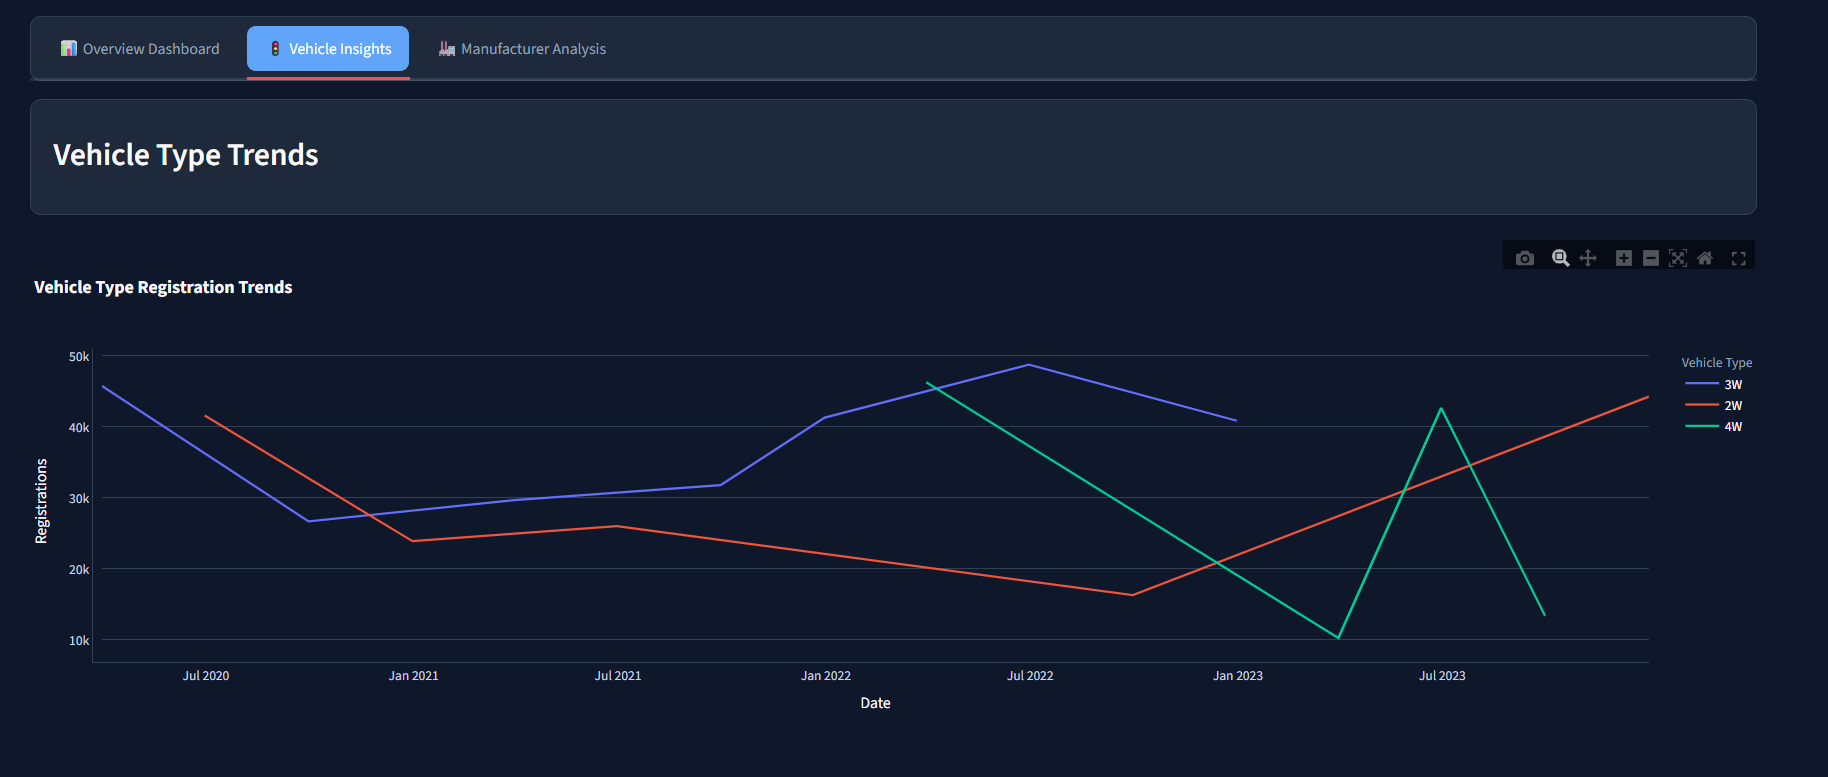 Overview Dashboard
Vehicle Insights
Manufacturer Analysis
Vehicle Type Trends
Vehicle Type Registration Trends
50k
40k
30k
20k
10k
Registrations
Jul 2020
Jan 2021
Jul 2021
Jan 2022
Jul 2022
Jan 2023
Jul 2023
Date
Vehicle Type
3W
2W
4W